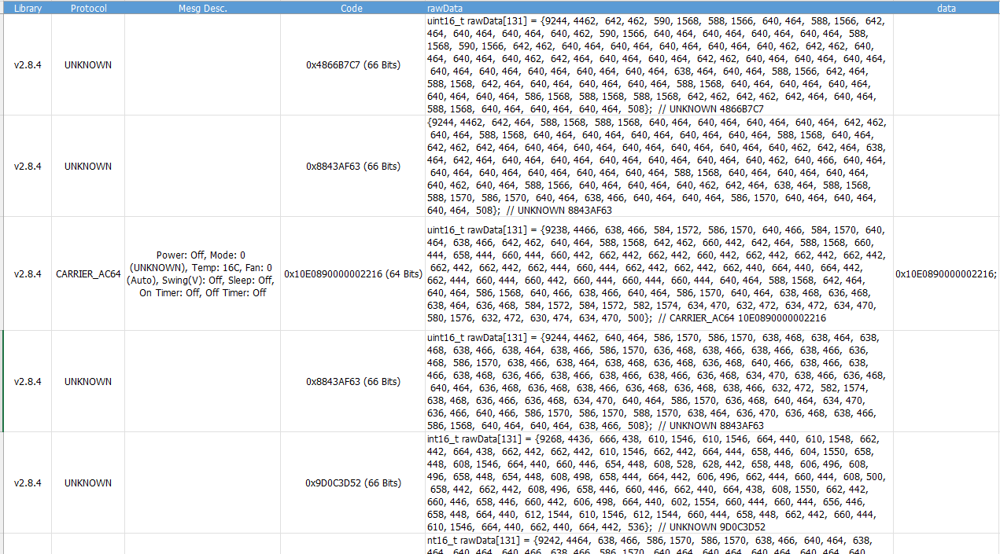 Library Protocol Mesg Desc. Code rawData data
v2.8.4 UNKNOWN 0x4866B7C7 (66 Bits)
uint16_t rawData[131] = {9244, 4462, 642, 462, 590, 1568, 588, 1566, 640, 464, 588, 1566, 642,
464, 640, 464, 640, 464, 640, 462, 590, 1566, 640, 464, 640, 464, 640, 464, 640, 464, 588,
1568, 590, 1566, 642, 462, 640, 464, 640, 464, 640, 464, 640, 464, 640, 462, 642, 462, 640,
464, 640, 464, 640, 462, 642, 464, 640, 464, 640, 464, 642, 462, 640, 464, 640, 464, 640, 464,
640, 464, 640, 464, 640, 464, 640, 464, 640, 464, 638, 464, 640, 464, 588, 1566, 642, 464,
588, 1568, 642, 464, 640, 464, 640, 464, 640, 464, 588, 1568, 640, 464, 640, 464, 640, 464,
640, 464, 640, 464, 586, 1568, 588, 1568, 588, 1568, 642, 462, 642, 462, 642, 464, 640, 464,
588, 1568, 640, 464, 640, 464, 640, 464, 508}; // UNKNOWN 4866B7C7
v2.8.4 UNKNOWN 0x8843AF63 (66 Bits)
{9244, 4462, 642, 464, 588, 1568, 588, 1568, 640, 464, 640, 464, 640, 464, 640, 464, 642, 462,
640, 464, 588, 1568, 640, 464, 640, 464, 640, 464, 640, 464, 640, 464, 588, 1568, 640, 464,
642, 462, 642, 464, 640, 464, 640, 464, 640, 464, 640, 464, 640, 464, 640, 462, 642, 464, 638,
464, 642, 464, 640, 464, 640, 464, 640, 464, 640, 464, 640, 464, 640, 462, 640, 466, 640, 464,
640, 464, 640, 464, 640, 464, 640, 464, 640, 464, 588, 1568, 640, 464, 640, 464, 640, 464,
640, 462, 640, 464, 588, 1566, 640, 464, 640, 464, 640, 462, 642, 464, 638, 464, 588, 1568,
588, 1570, 586, 1570, 640, 464, 638, 466, 640, 464, 640, 464, 586, 1570, 640, 464, 640, 464,
640, 464, 508}; // UNKNOWN 8843AF63
v2.8.4 CARRIER_AC64
Power: Off, Mode: 0
(UNKNOWN), Temp: 16C, Fan: 0
(Auto), Swing(V): Off, Sleep: Off,
On Timer: Off, Off Timer: Off
0x10E0890000002216 (64 Bits)
uint16_t rawData[131] = {9238, 4466, 638, 466, 584, 1572, 586, 1570, 640, 466, 584, 1570, 640,
464, 638, 466, 642, 462, 640, 464, 588, 1568, 642, 462, 660, 442, 642, 464, 588, 1568, 660,
444, 658, 444, 660, 444, 660, 442, 662, 442, 662, 442, 660, 442, 662, 442, 662, 442, 662, 442,
662, 442, 662, 442, 662, 444, 660, 444, 662, 442, 662, 442, 662, 442, 660, 440, 664, 440, 664, 442,
662, 444, 660, 444, 660, 442, 660, 444, 660, 444, 660, 444, 640, 464, 588, 1568, 642, 464,
640, 464, 586, 1568, 640, 466, 638, 466, 640, 464, 586, 1570, 640, 464, 638, 468, 636, 468,
638, 464, 636, 468, 584, 1572, 584, 1572, 582, 1574, 634, 470, 632, 472, 634, 472, 634, 470,
580, 1576, 632, 472, 630, 474, 634, 470, 500}; // CARRIER_AC64 10E0890000002216
0x10E0890000002216;
v2.8.4 UNKNOWN 0x8843AF63 (66 Bits)
uint16_t rawData[131] = {9244, 4462, 640, 464, 586, 1570, 586, 1570, 638, 468, 638, 464, 638,
468, 638, 466, 638, 464, 638, 466, 586, 1570, 636, 468, 638, 466, 638, 466, 638, 466, 636,
468, 586, 1570, 638, 466, 638, 464, 638, 468, 636, 468, 636, 468, 640, 466, 638, 466, 638,
466, 638, 468, 636, 466, 638, 466, 638, 466, 638, 466, 636, 468, 634, 470, 638, 466, 636, 468,
640, 464, 636, 468, 636, 468, 638, 466, 636, 468, 636, 468, 638, 466, 632, 472, 582, 1574,
638, 468, 636, 466, 636, 468, 634, 470, 640, 464, 586, 1570, 636, 468, 640, 464, 634, 470,
636, 466, 640, 466, 586, 1570, 586, 1570, 588, 1570, 638, 464, 636, 470, 636, 468, 638, 466,
586, 1568, 640, 464, 640, 464, 638, 466, 508}; // UNKNOWN 8843AF63
v2.8.4 UNKNOWN 0x9D0C3D52 (66 Bits)
int16_t rawData[131] = {9268, 4436, 666, 438, 610, 1546, 610, 1546, 664, 440, 610, 1548, 662,
442, 664, 438, 662, 442, 662, 442, 610, 1546, 662, 442, 664, 444, 658, 446, 604, 1550, 658,
448, 608, 1546, 664, 440, 660, 446, 654, 448, 608, 528, 628, 442, 658, 448, 606, 496, 608,
496, 658, 448, 654, 448, 608, 498, 658, 444, 664, 442, 606, 496, 662, 444, 660, 444, 608, 500,
658, 442, 662, 442, 608, 496, 658, 446, 660, 446, 662, 440, 664, 438, 608, 1550, 662, 442,
660, 446, 658, 446, 660, 442, 606, 498, 664, 440, 602, 1554, 660, 444, 660, 444, 656, 446,
658, 448, 664, 440, 612, 1544, 610, 1546, 612, 1544, 660, 444, 658, 448, 662, 442, 660, 444,
610, 1546, 664, 440, 662, 440, 664, 442, 536}; // UNKNOWN 9D0C3D52
nt16_t rawData[131] = {9242, 4464, 638, 466, 586, 1570, 586, 1570, 638, 466, 640, 464, 638,